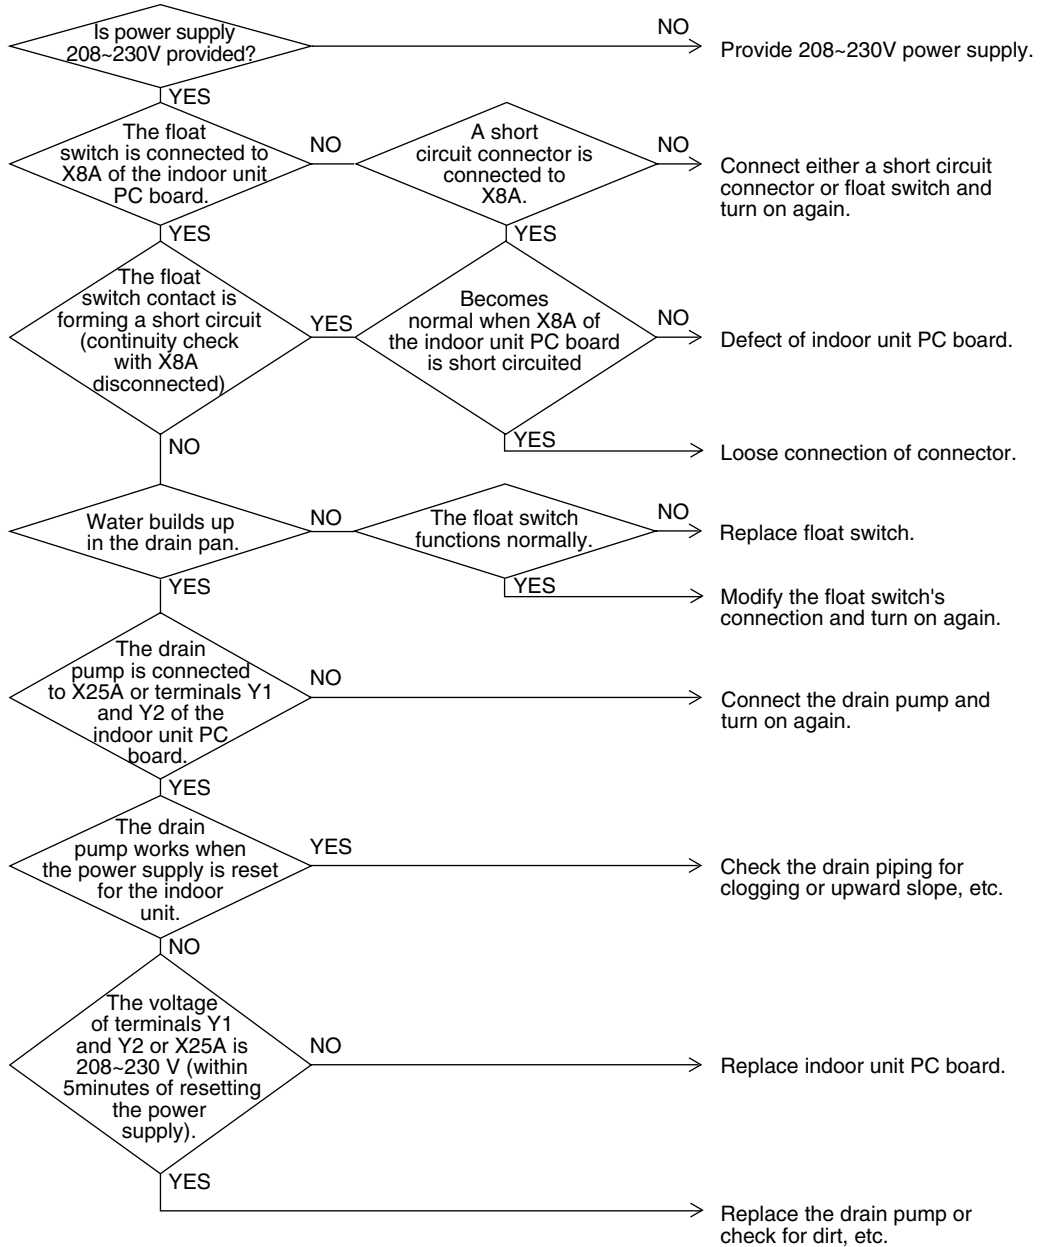 Is power supply
208~230V provided?
NO
Provide 208~230V power supply.
YES
The float
switch is connected to
X8A of the indoor unit
PC board.
NO
A short
circuit connector is
connected to
X8A.
NO
Connect either a short circuit
connector or float switch and
turn on again.
YES
YES
The float
switch contact is
forming a short circuit
(continuity check
with X8A
disconnected)
YES
Becomes
normal when X8A of
the indoor unit PC board
is short circuited
NO
Defect of indoor unit PC board.
YES
Loose connection of connector.
NO
Water builds up
in the drain pan.
NO
The float switch
functions normally.
NO
Replace float switch.
YES
Modify the float switch's
connection and turn on again.
YES
The drain
pump is connected
to X25A or terminals Y1
and Y2 of the
indoor unit PC
board.
NO
Connect the drain pump and
turn on again.
YES
The drain
pump works when
the power supply is reset
for the indoor
unit.
YES
Check the drain piping for
clogging or upward slope, etc.
NO
The voltage
of terminals Y1
and Y2 or X25A is
208~230 V (within
5minutes of resetting
the power
supply).
NO
Replace indoor unit PC board.
YES
Replace the drain pump or
check for dirt, etc.